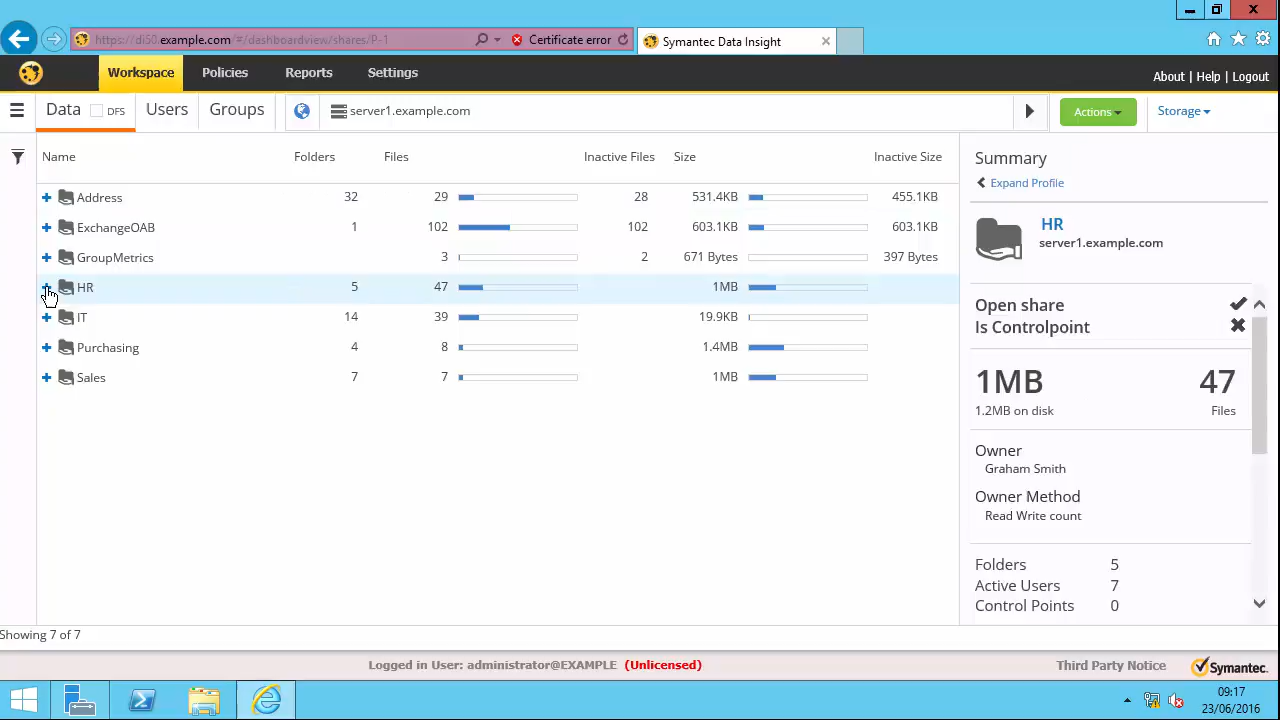 https://di50.example.com/#/dashboardview/shares/P-1
Certificate error
Symantec Data Insight
Workspace
Policies
Reports
Settings
About | Help | Logout
Data
DFS
Users
Groups
server1.example.com
Actions
Storage
Name Folders Files Inactive Files Size Inactive Size
Address 32 29 28 531.4KB 455.1KB
ExchangeOAB 1 102 102 603.1KB 603.1KB
GroupMetrics 3 2 671 Bytes 397 Bytes
HR 5 47 1MB
IT 14 39 19.9KB
Purchasing 4 8 1.4MB
Sales 7 7 1MB
Summary
Expand Profile
HR
server1.example.com
Open share
Is Controlpoint
1MB 47
1.2MB on disk Files
Owner
Graham Smith
Owner Method
Read Write count
Folders 5
Active Users 7
Control Points 0
Showing 7 of 7
Logged in User: administrator@EXAMPLE (Unlicensed)
Third Party Notice
Symantec.
09:17
23/06/2016